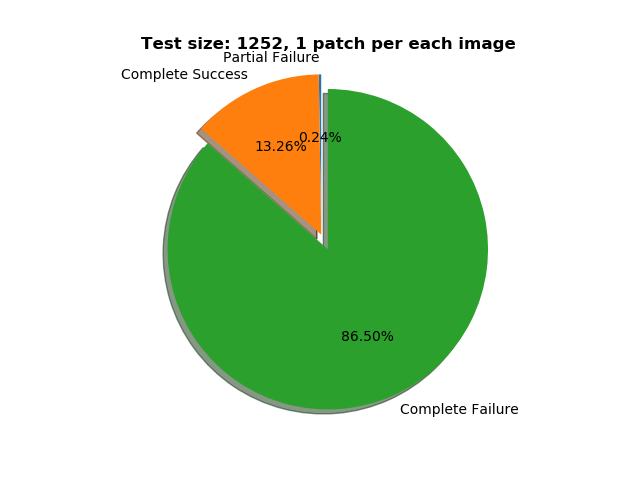 Test size: 1252, 1 patch per each image
Partial Failure
Complete Success
0.24%
13.26%
86.50%
Complete Failure